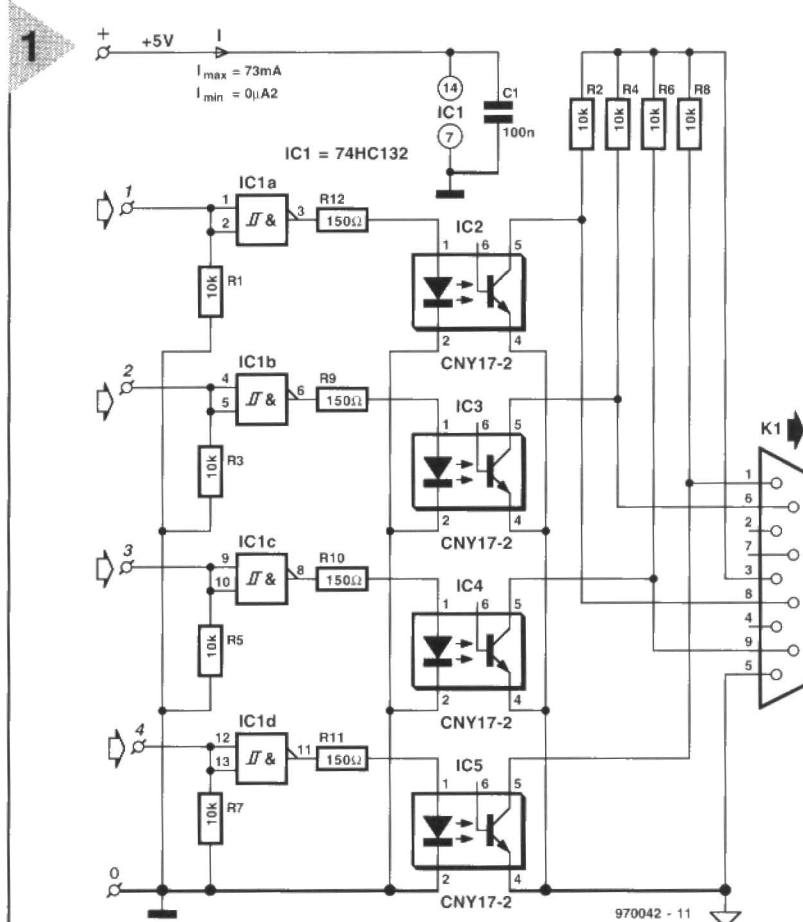 1
+
+5V
I
Imax = 73mA
Imin = 0μA2
14
IC1
7
C1
100n
IC1 = 74HC132
R2
R4
R6
R8
10k
10k
10k
10k
1
1
2
IC1a
&
3
R12
150Ω
R1
10k
IC2
1
6
5
2
4
CNY17-2
2
4
5
IC1b
&
6
R9
150Ω
R3
10k
IC3
1
6
5
2
4
CNY17-2
3
9
10
IC1c
&
8
R10
150Ω
R5
10k
IC4
1
6
5
2
4
CNY17-2
4
12
13
IC1d
&
11
R11
150Ω
R7
10k
IC5
1
6
5
2
4
CNY17-2
K1
1
6
2
7
3
8
4
9
5
0
970042 - 11